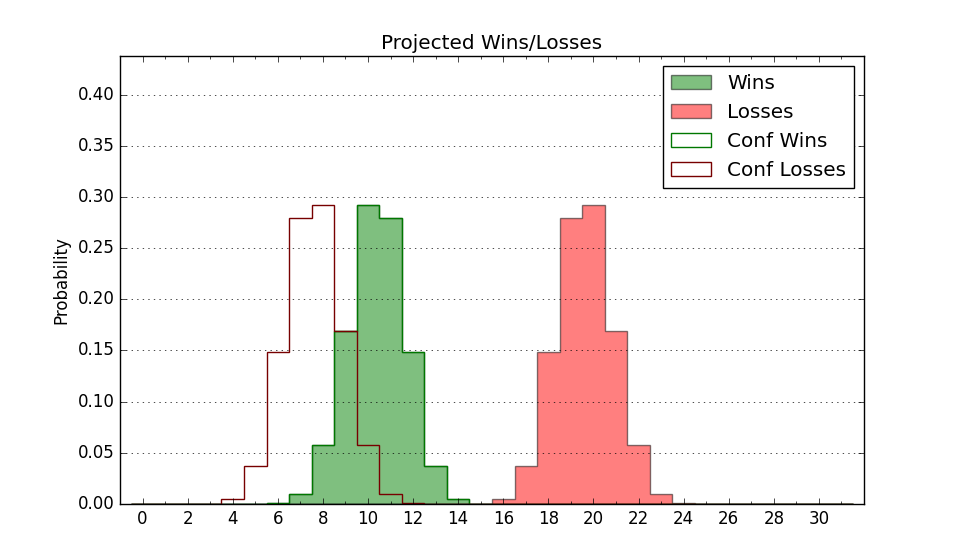 Projected Wins/Losses
Wins
Losses
Conf Wins
Conf Losses
Probability
0.40
0.35
0.30
0.25
0.20
0.15
0.10
0.05
0.00
0 2 4 6 8 10 12 14 16 18 20 22 24 26 28 30